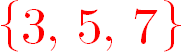 {3, 5, 7}